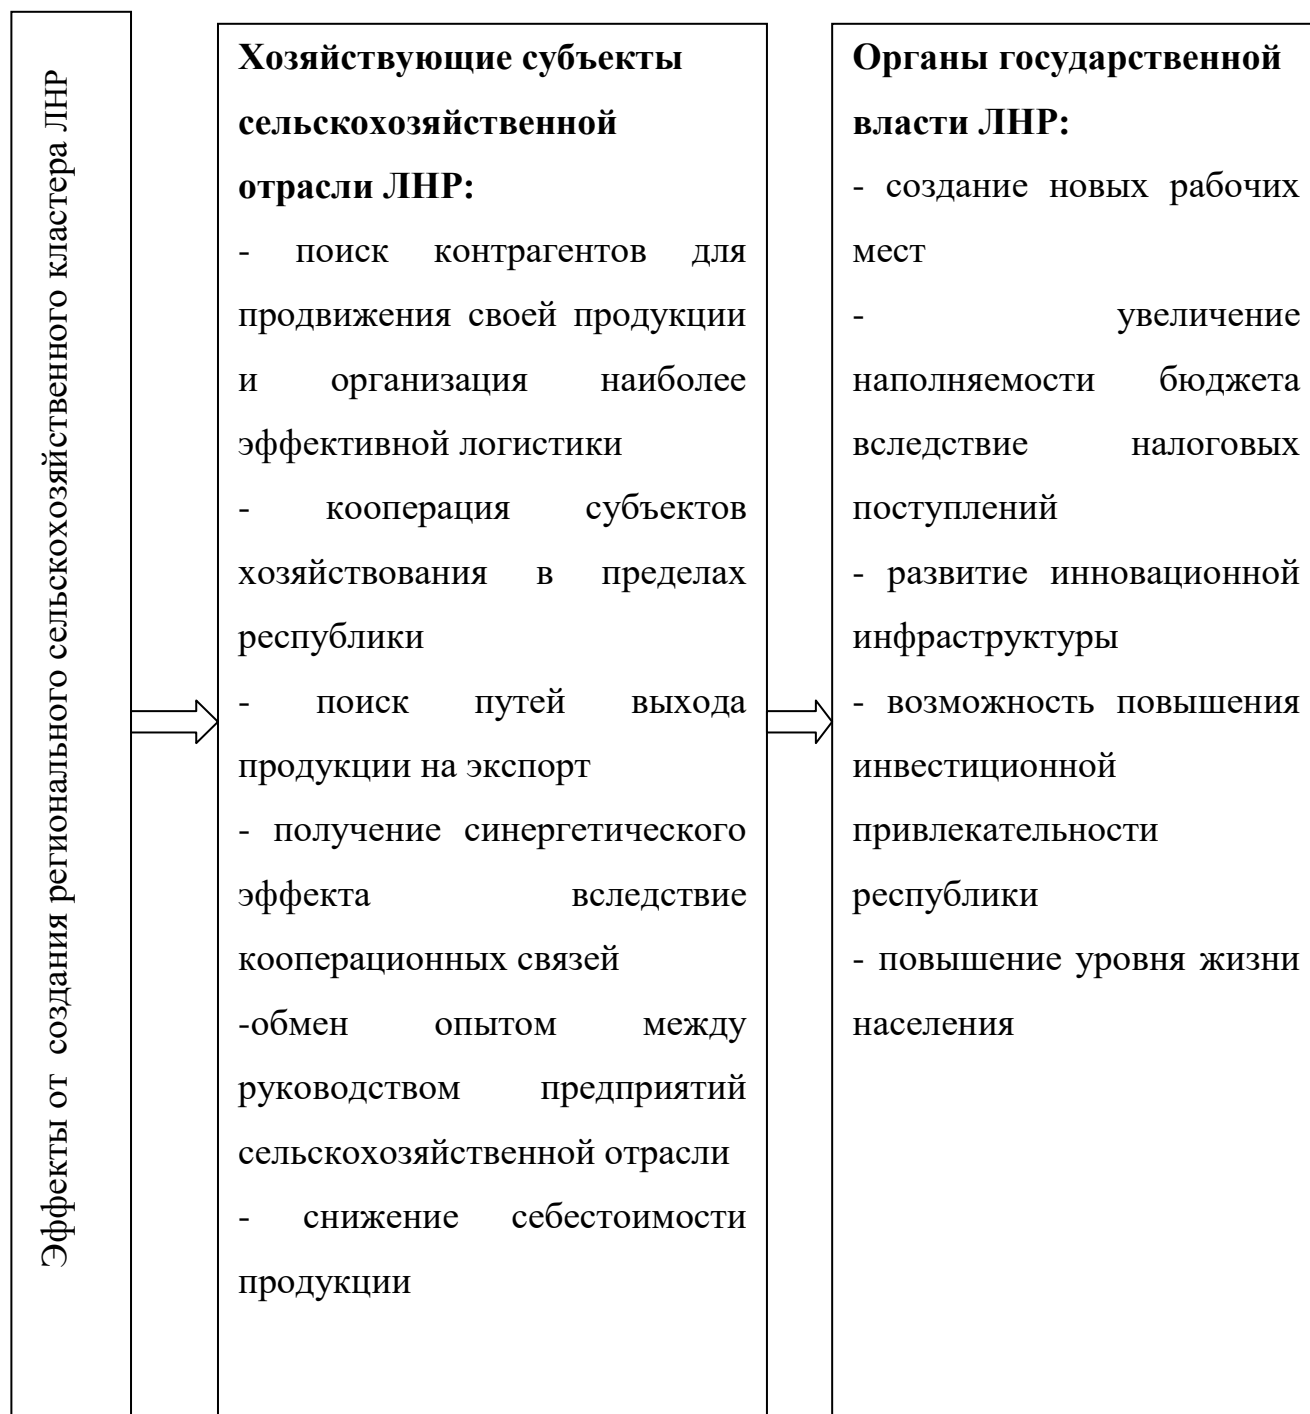 Эффекты от создания регионального сельскохозяйственного кластера ЛНР
Хозяйствующие субъекты
сельскохозяйственной
отрасли ЛНР:
- поиск контрагентов для
продвижения своей продукции
и организация наиболее
эффективной логистики
- кооперация субъектов
хозяйствования в пределах
республики
- поиск путей выхода
продукции на экспорт
- получение синергетического
эффекта вследствие
кооперационных связей
-обмен опытом между
руководством предприятий
сельскохозяйственной отрасли
- снижение себестоимости
продукции
Органы государственной
власти ЛНР:
- создание новых рабочих
мест
- увеличение
наполняемости бюджета
вследствие налоговых
поступлений
- развитие инновационной
инфраструктуры
- возможность повышения
инвестиционной
привлекательности
республики
- повышение уровня жизни
населения